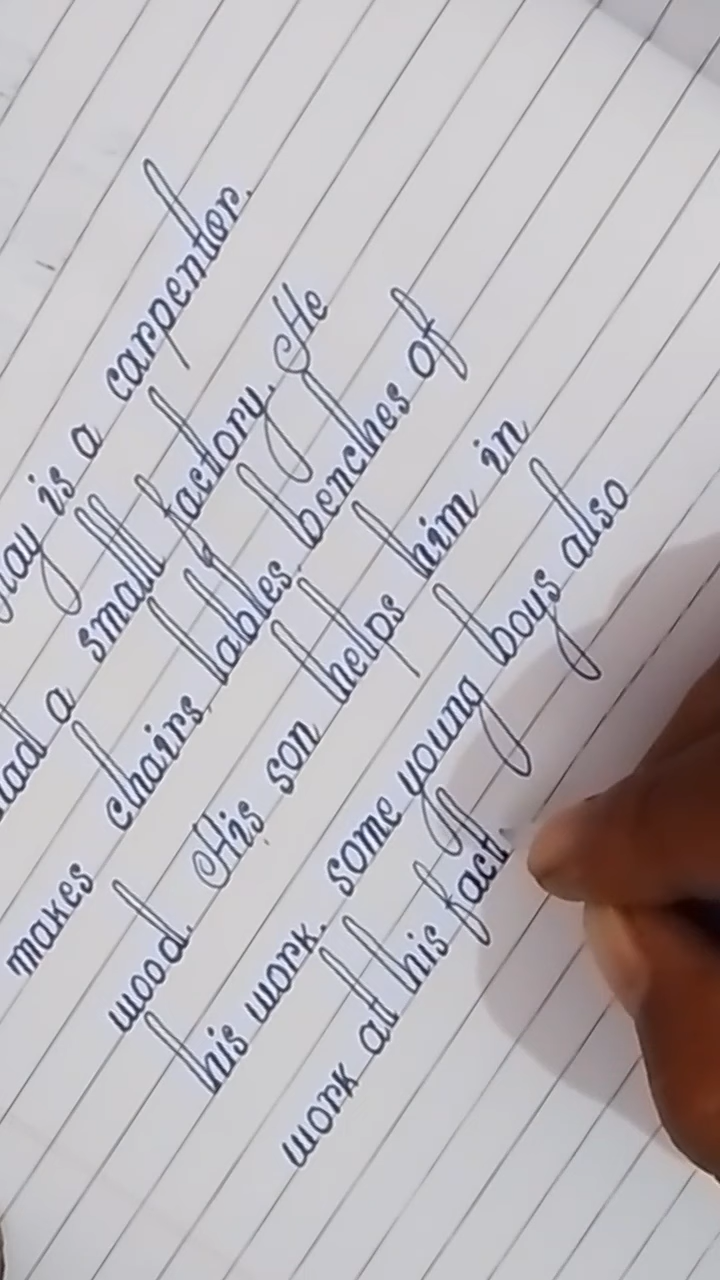 is a carpenter.
a small factory. He
makes chairs, tables, benches of
wood. His son helps him in
his work. some young boys also
work at his fact